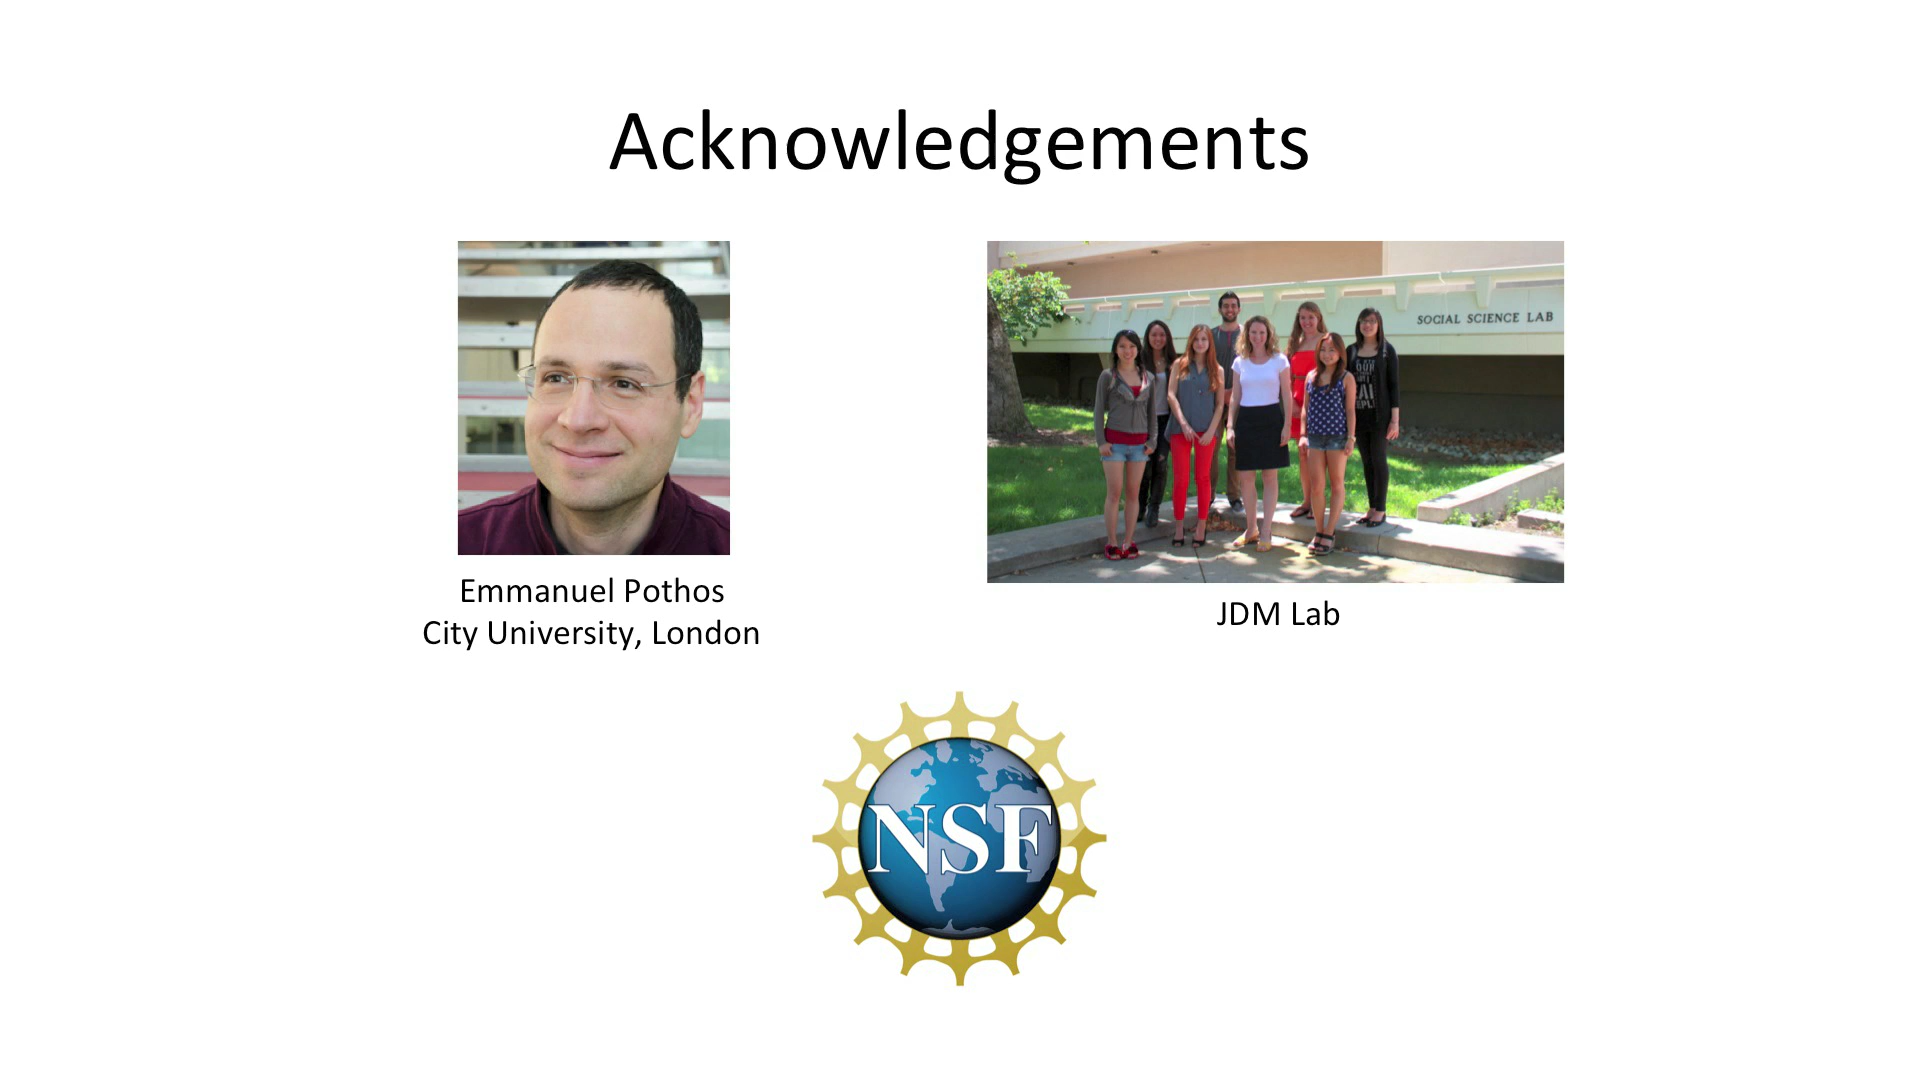 Acknowledgements
SOCIAL SCIENCE LAB
Emmanuel Pothos
City University, London
JDM Lab
NSF